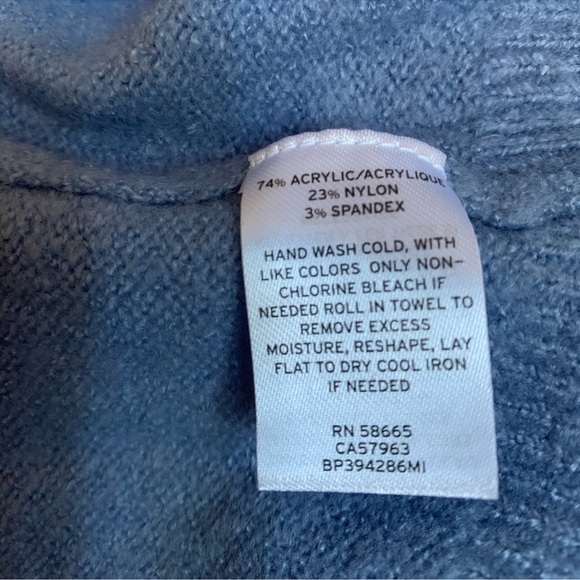 74% ACRYLIC/ACRYLIQUE
23% NYLON
3% SPANDEX
HAND WASH COLD, WITH
LIKE COLORS ONLY NON-
CHLORINE BLEACH IF
NEEDED ROLL IN TOWEL TO
REMOVE EXCESS
MOISTURE, RESHAPE, LAY
FLAT TO DRY COOL IRON
IF NEEDED
RN 58665
CA57963
BP394286MI